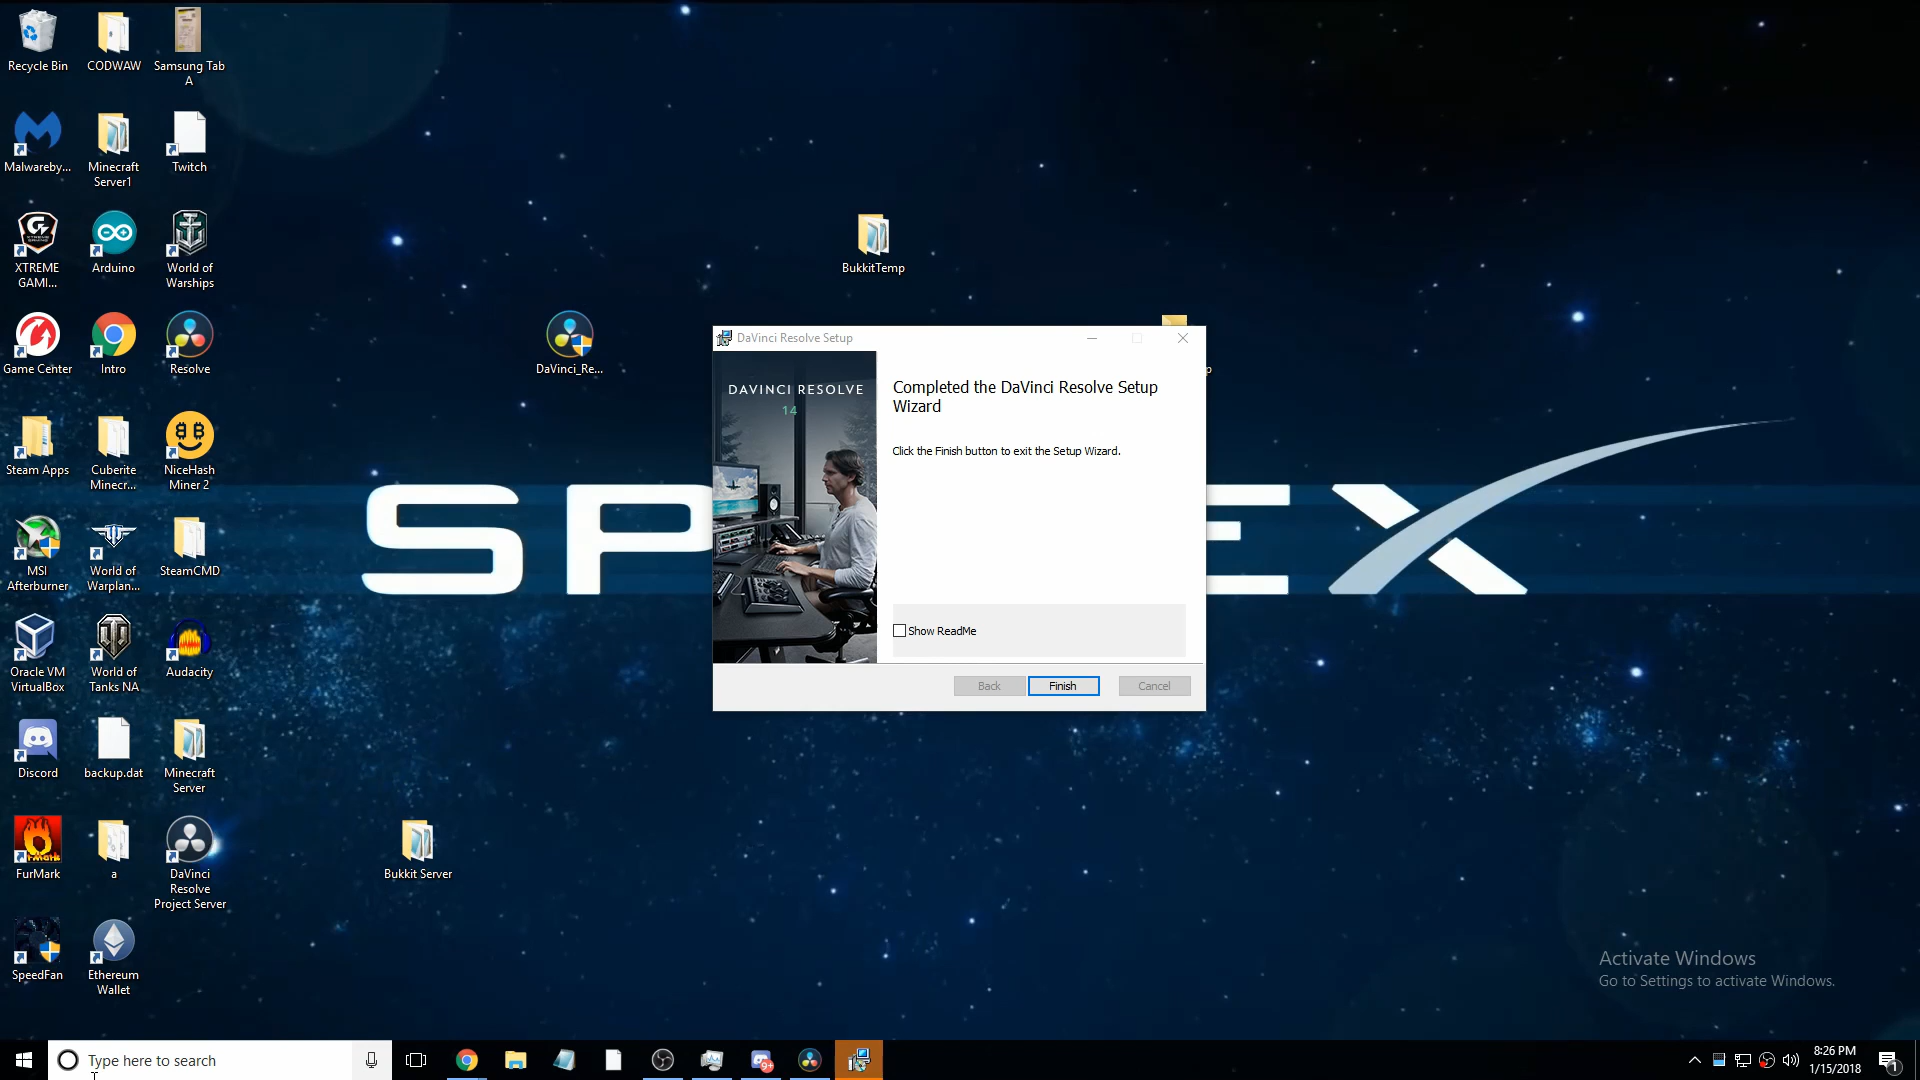 Recycle Bin
CODWAW
Samsung Tab
A
Malwareby...
Minecraft
Server1
Twitch
XTREME
GAMI...
Arduino
World of
Warships
BukkitTemp
Game Center
Intro
Resolve
DaVinci_Re...
p
Steam Apps
Cuberite
Minecr...
NiceHash
Miner 2
MSI
Afterburner
World of
Warplan...
SteamCMD
Oracle VM
VirtualBox
World of
Tanks NA
Audacity
Discord
backup.dat
Minecraft
Server
FurMark
a
DaVinci
Resolve
Project Server
Bukkit Server
SpeedFan
Ethereum
Wallet
SP EX
DaVinci Resolve Setup
DAVINCI RESOLVE
14
Completed the DaVinci Resolve Setup
Wizard
Click the Finish button to exit the Setup Wizard.
Show ReadMe
Back
Finish
Cancel
Activate Windows
Go to Settings to activate Windows.
Type here to search
9+
8:26 PM
1/15/2018
1